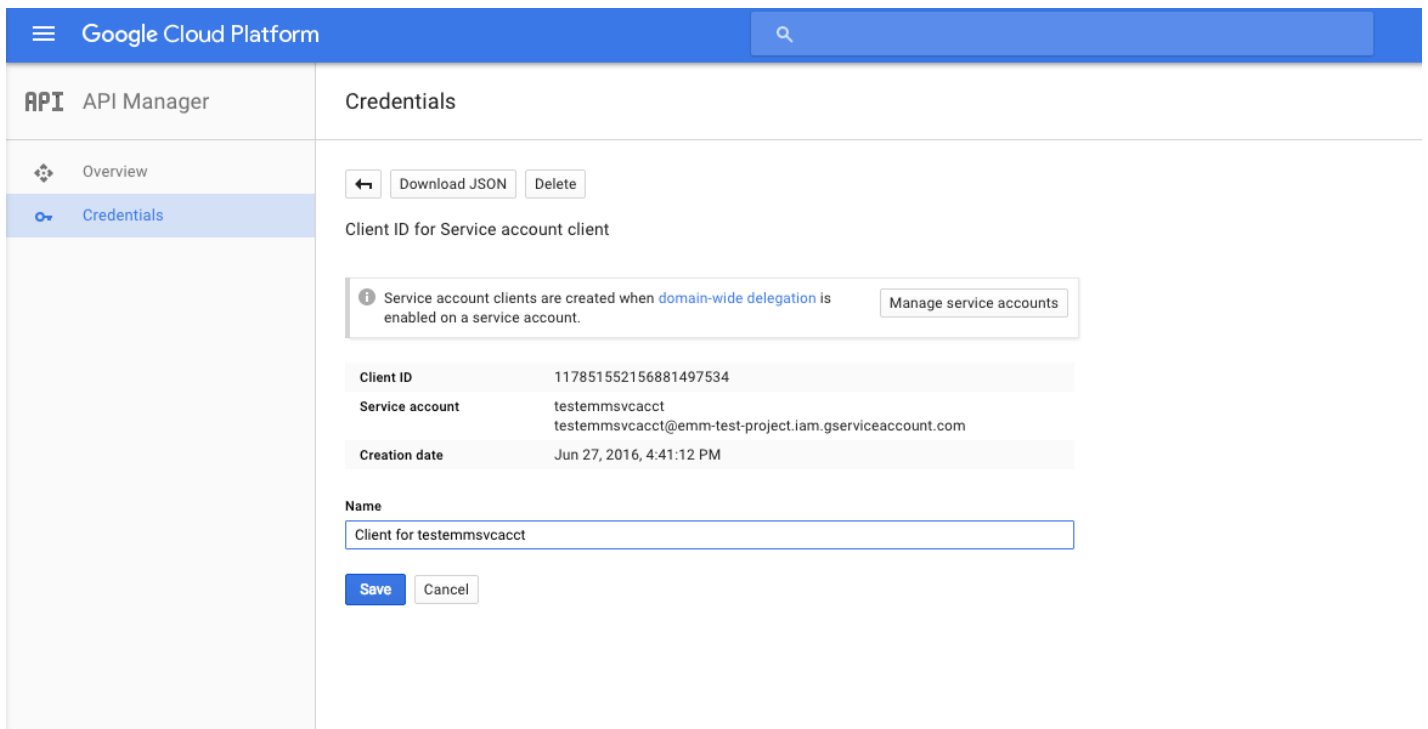 Google Cloud Platform
API API Manager
Credentials
Overview
Credentials
Download JSON Delete
Client ID for Service account client
Service account clients are created when domain-wide delegation is
enabled on a service account.
Manage service accounts
Client ID 117851552156881497534
Service account testemmsvcacct
testemmsvcacct@emm-test-project.iam.gserviceaccount.com
Creation date Jun 27, 2016, 4:41:12 PM
Name
Client for testemmsvcacct
Save Cancel